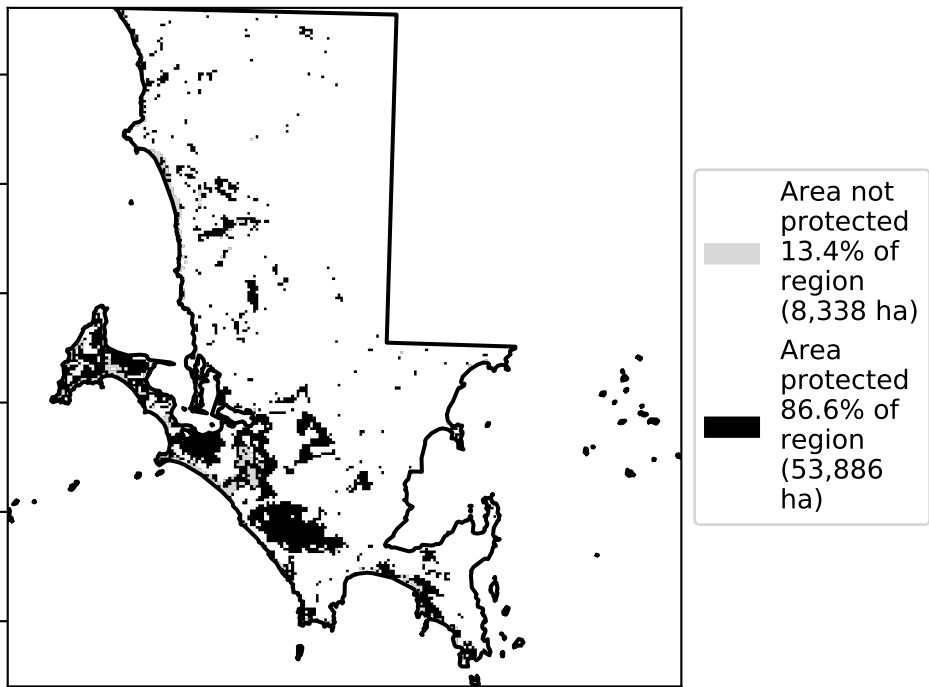 Area not
protected
13.4% of
region
(8,338 ha)
Area
protected
86.6% of
region
(53,886
ha)